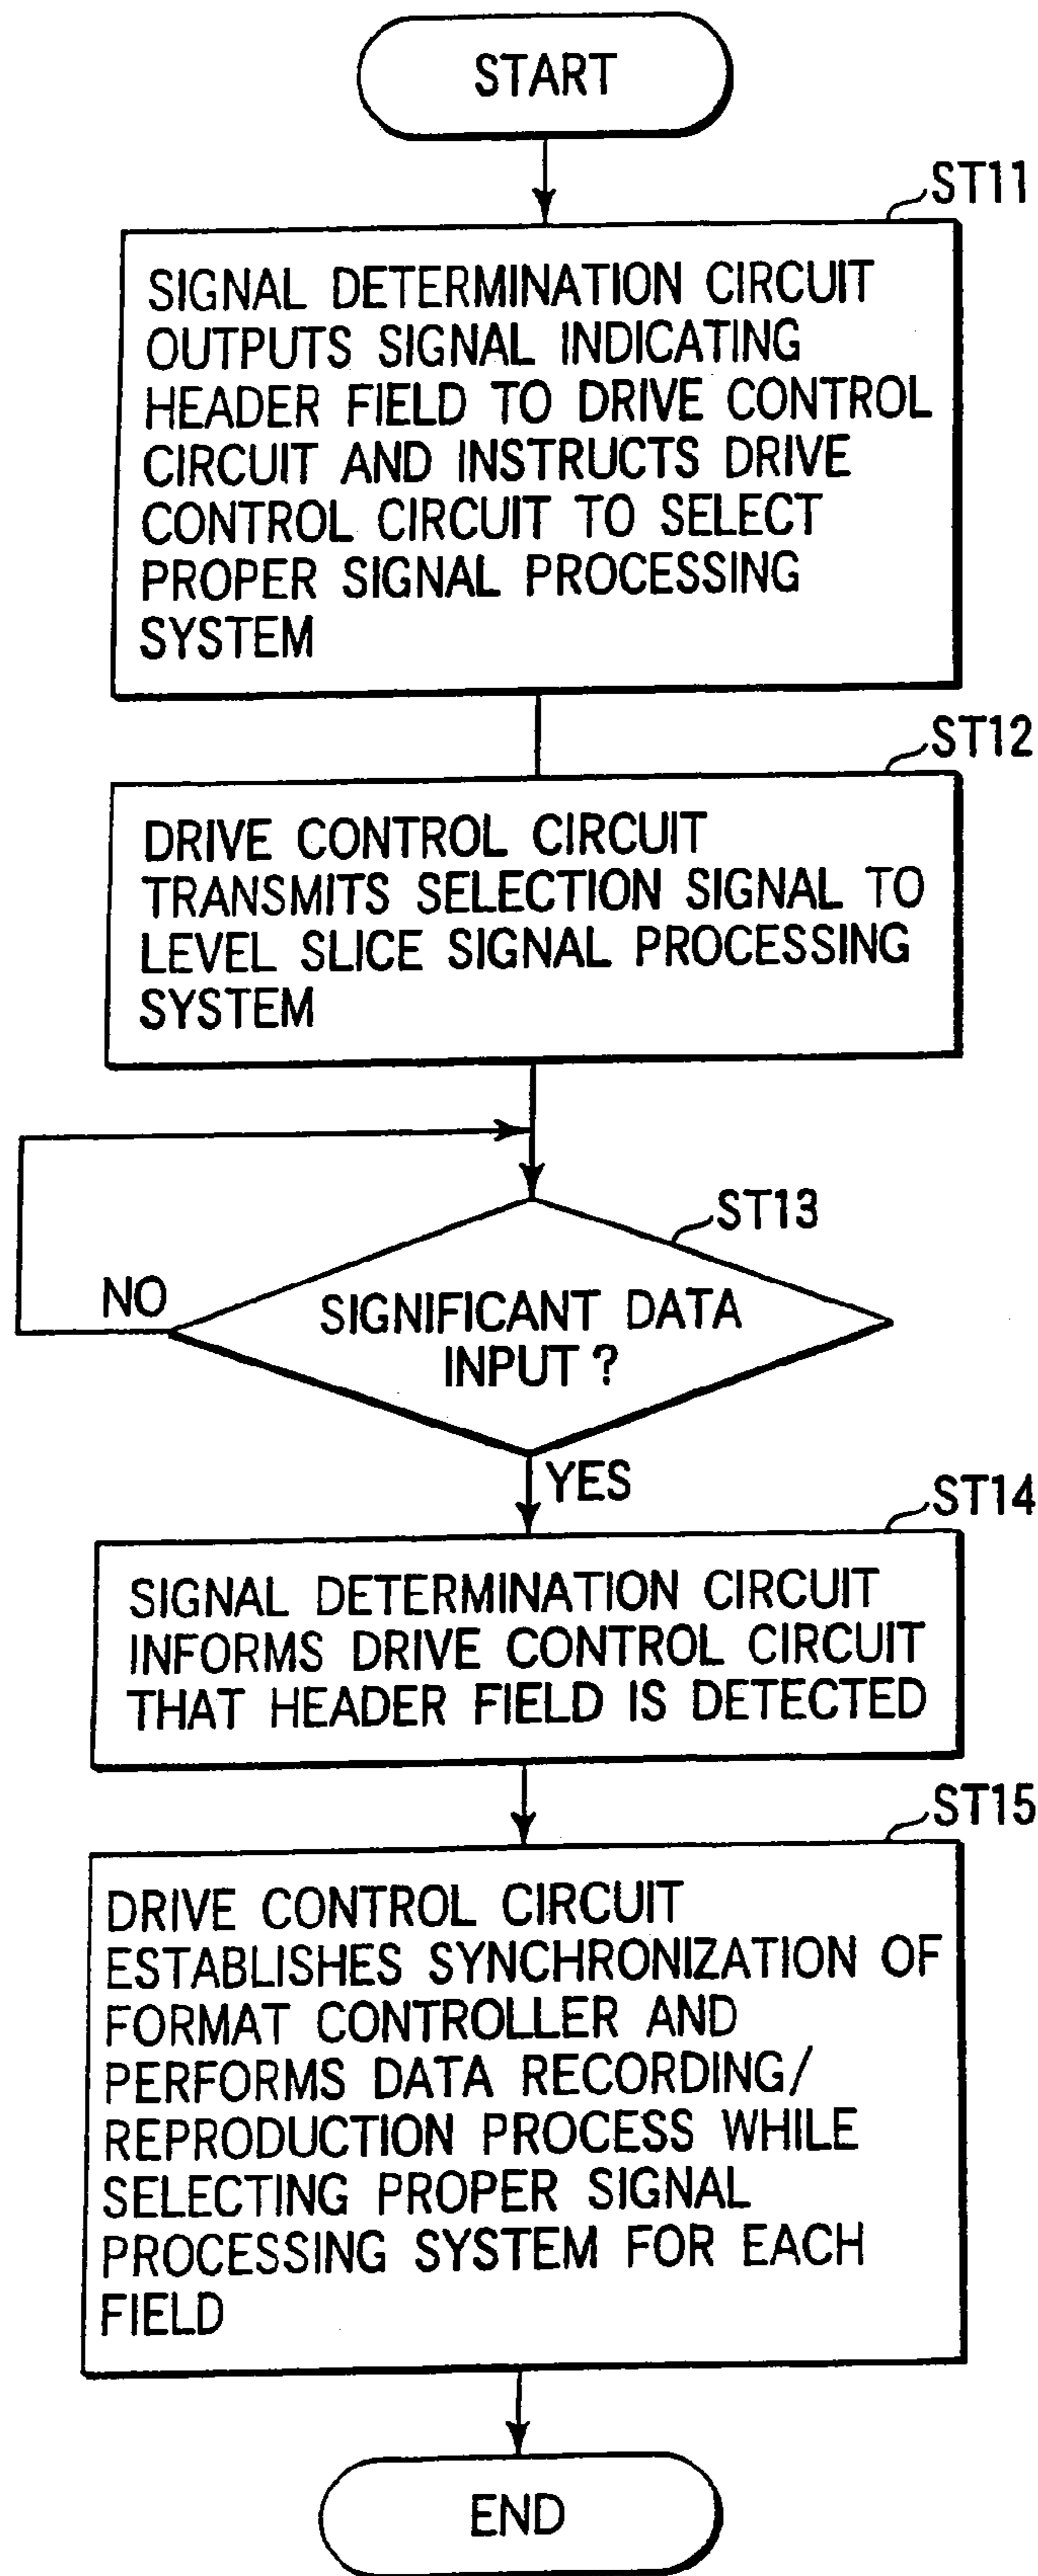 START
ST11
SIGNAL DETERMINATION CIRCUIT
OUTPUTS SIGNAL INDICATING
HEADER FIELD TO DRIVE CONTROL
CIRCUIT AND INSTRUCTS DRIVE
CONTROL CIRCUIT TO SELECT
PROPER SIGNAL PROCESSING
SYSTEM
ST12
DRIVE CONTROL CIRCUIT
TRANSMITS SELECTION SIGNAL TO
LEVEL SLICE SIGNAL PROCESSING
SYSTEM
ST13
NO
SIGNIFICANT DATA
INPUT ?
YES
ST14
SIGNAL DETERMINATION CIRCUIT
INFORMS DRIVE CONTROL CIRCUIT
THAT HEADER FIELD IS DETECTED
ST15
DRIVE CONTROL CIRCUIT
ESTABLISHES SYNCHRONIZATION OF
FORMAT CONTROLLER AND
PERFORMS DATA RECORDING/
REPRODUCTION PROCESS WHILE
SELECTING PROPER SIGNAL
PROCESSING SYSTEM FOR EACH
FIELD
END